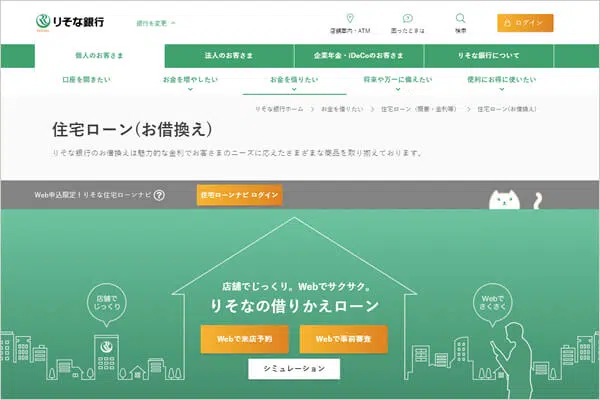 りそな銀行
銀行を変更
店舗案内・ATM
困ったときは
検索
ログイン
個人のお客さま
法人のお客さま
企業年金・iDeCoのお客さま
りそな銀行について
口座を開きたい
お金を増やしたい
お金を借りたい
将来や万一に備えたい
便利にお得に使いたい
りそな銀行ホーム > お金を借りたい > 住宅ローン（概要・金利等） > 住宅ローン(お借換え)
住宅ローン(お借換え)
りそな銀行のお借換えは魅力的な金利でお客さまのニーズに応えたさまざまな商品を取り揃えております。
Web申込限定！りそな住宅ローンナビ ?
住宅ローンナビ ログイン
店舗でじっくり。Webでサクサク。
りそなの借りかえローン
店舗で
じっくり
Webで
さくさく
Webで来店予約
Webで事前審査
シミュレーション